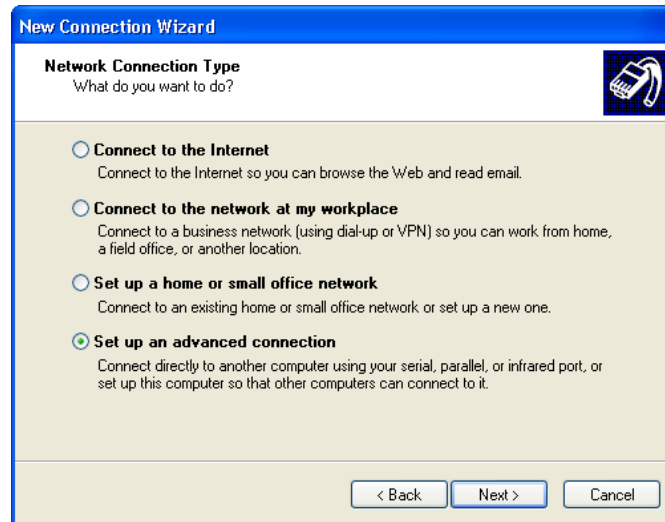 New Connection Wizard
Network Connection Type
What do you want to do?
Connect to the Internet
Connect to the Internet so you can browse the Web and read email.
Connect to the network at my workplace
Connect to a business network (using dial-up or VPN) so you can work from home,
a field office, or another location.
Set up a home or small office network
Connect to an existing home or small office network or set up a new one.
Set up an advanced connection
Connect directly to another computer using your serial, parallel, or infrared port, or
set up this computer so that other computers can connect to it.
< Back Next > Cancel